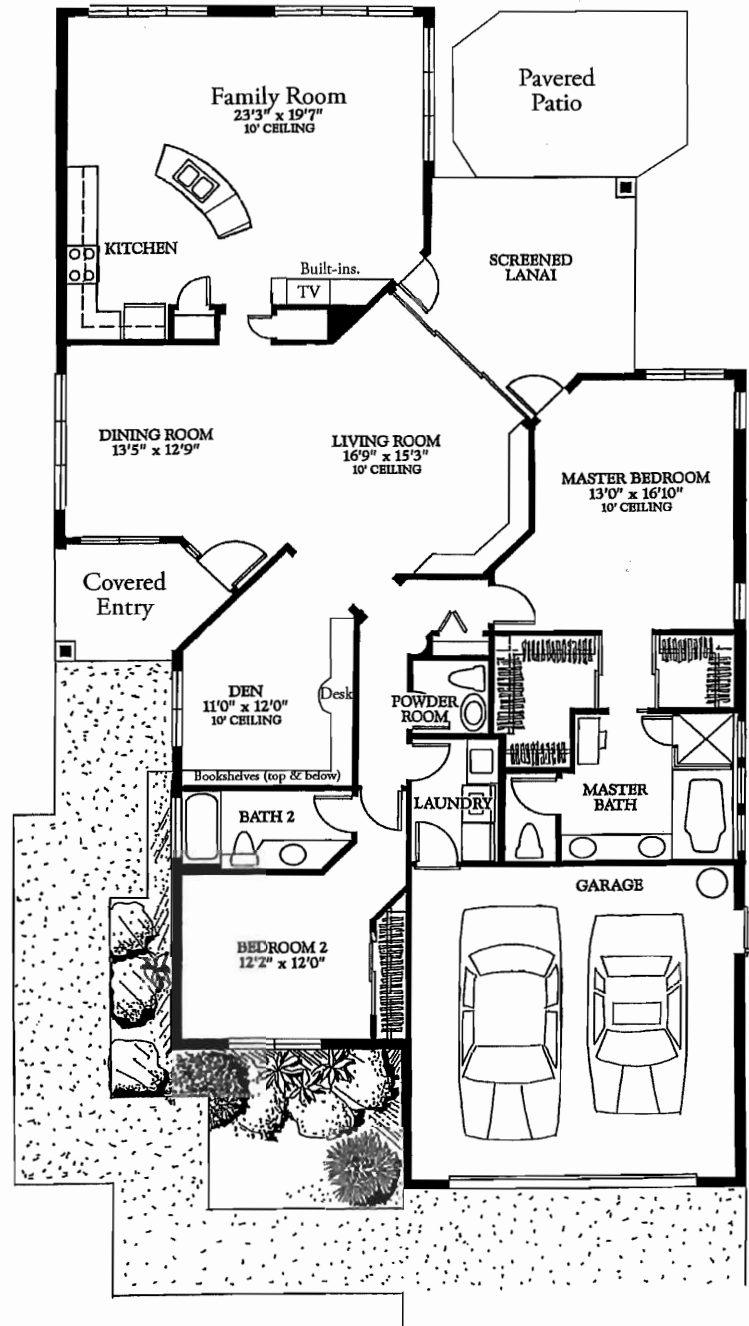 Pavered
Patio
Family Room
23'3" x 19'7"
10' CEILING
KITCHEN
Built-ins.
TV
SCREENED
LANAI
DINING ROOM
13'5" x 12'9"
LIVING ROOM
16'9" x 15'3"
10' CEILING
MASTER BEDROOM
13'0" x 16'10"
10' CEILING
Covered
Entry
DEN
11'0" x 12'0"
10' CEILING
Desk
POWDER
ROOM
Bookshelves (top & below)
BATH 2
LAUNDRY
MASTER
BATH
GARAGE
BEDROOM 2
12'2" x 12'0"